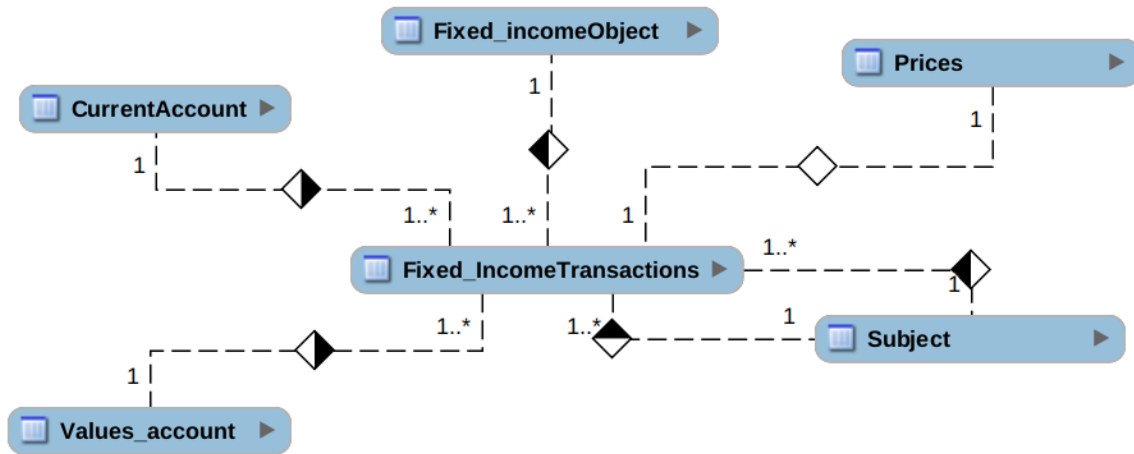 Fixed_incomeObject
Prices
CurrentAccount
1
1
1
1..*
1..*
1
1..*
Fixed_IncomeTransactions
1
1..*
1..*
1
Subject
1
Values_account